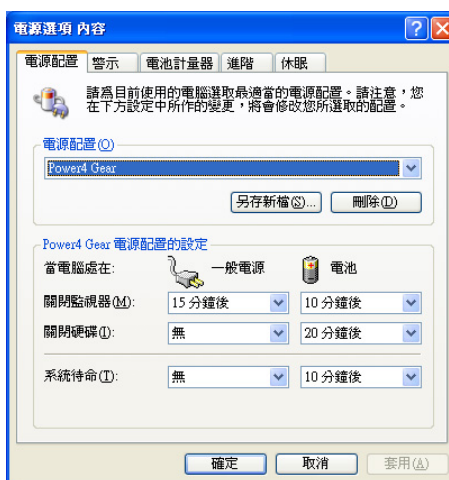 電源選項 內容
電源配置 警示 電池計量器 進階 休眠
請為目前使用的電腦選取最適當的電源配置。請注意，您
在下方設定中所作的變更，將會修改您所選取的配置。
電源配置(O)
Power4 Gear
另存新檔(S)... 刪除(D)
Power4 Gear 電源配置的設定
當電腦處在: 一般電源 電池
關閉監視器(M): 15 分鐘後 10 分鐘後
關閉硬碟(I): 無 20 分鐘後
系統待命(T): 無 10 分鐘後
確定 取消 套用(A)